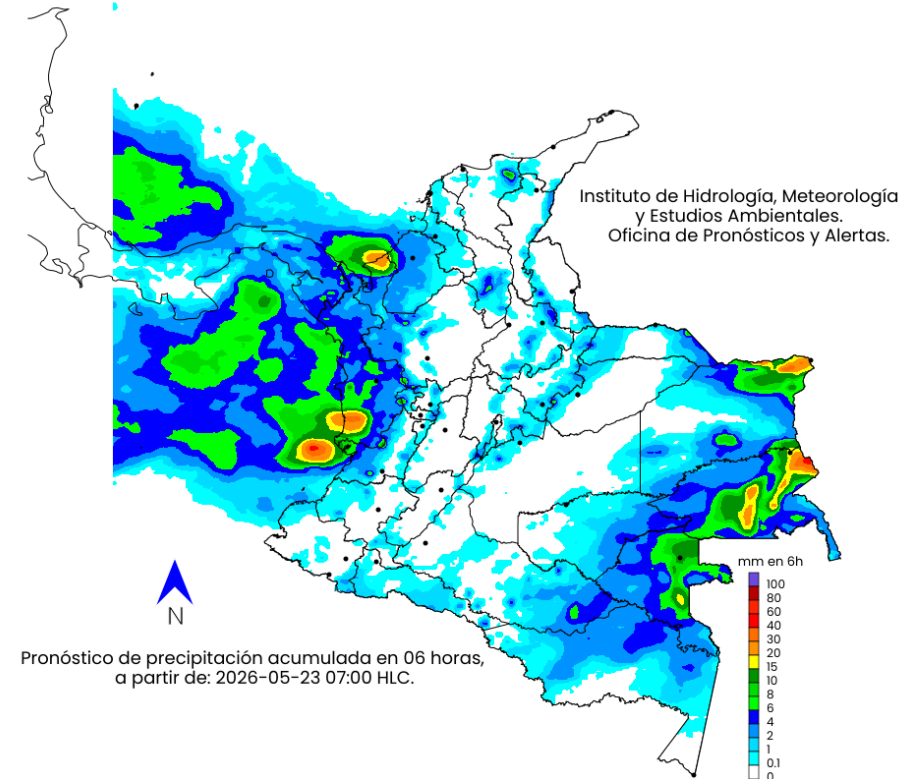 Instituto de Hidrología, Meteorología
y Estudios Ambientales.
Oficina de Pronósticos y Alertas.
mm en 6h
100
80
60
40
30
20
15
10
8
6
4
2
1
0.1
0
N
Pronóstico de precipitación acumulada en 06 horas,
a partir de: 2026-05-23 07:00 HLC.